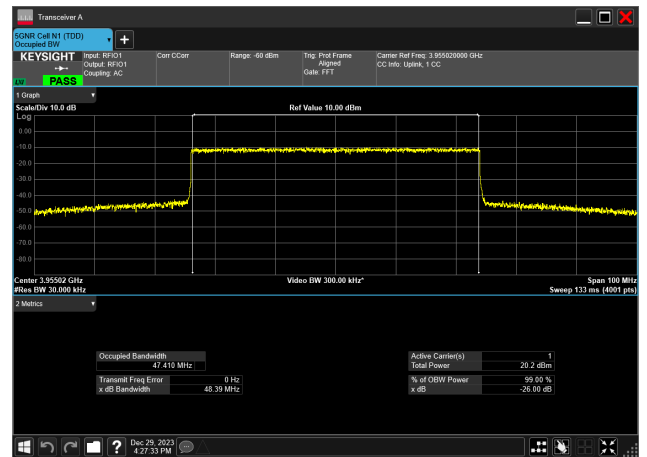 Transceiver A
5GNR Cell N1 (TDD)
Occupied BW
+
KEYSIGHT
LXI
PASS
Input: RFIO1
Output: RFIO1
Coupling: AC
Corr CCorr
Range: -60 dBm
Trig: Prot Frame
Aligned
Gate: FFT
Carrier Ref Freq: 3.955020000 GHz
CC Info: Uplink, 1 CC
1 Graph
Scale/Div 10.0 dB
Ref Value 10.00 dBm
Log
0.00
-10.0
-20.0
-30.0
-40.0
-50.0
-60.0
-70.0
-80.0
Center 3.95502 GHz
Video BW 300.00 kHz*
Span 100 MHz
#Res BW 30.000 kHz
Sweep 133 ms (4001 pts)
2 Metrics
Occupied Bandwidth
47.410 MHz
Transmit Freq Error 0 Hz
x dB Bandwidth 48.39 MHz
Active Carrier(s) 1
Total Power 20.2 dBm
% of OBW Power 99.00 %
x dB -26.00 dB
?
Dec 29, 2023
4:27:33 PM